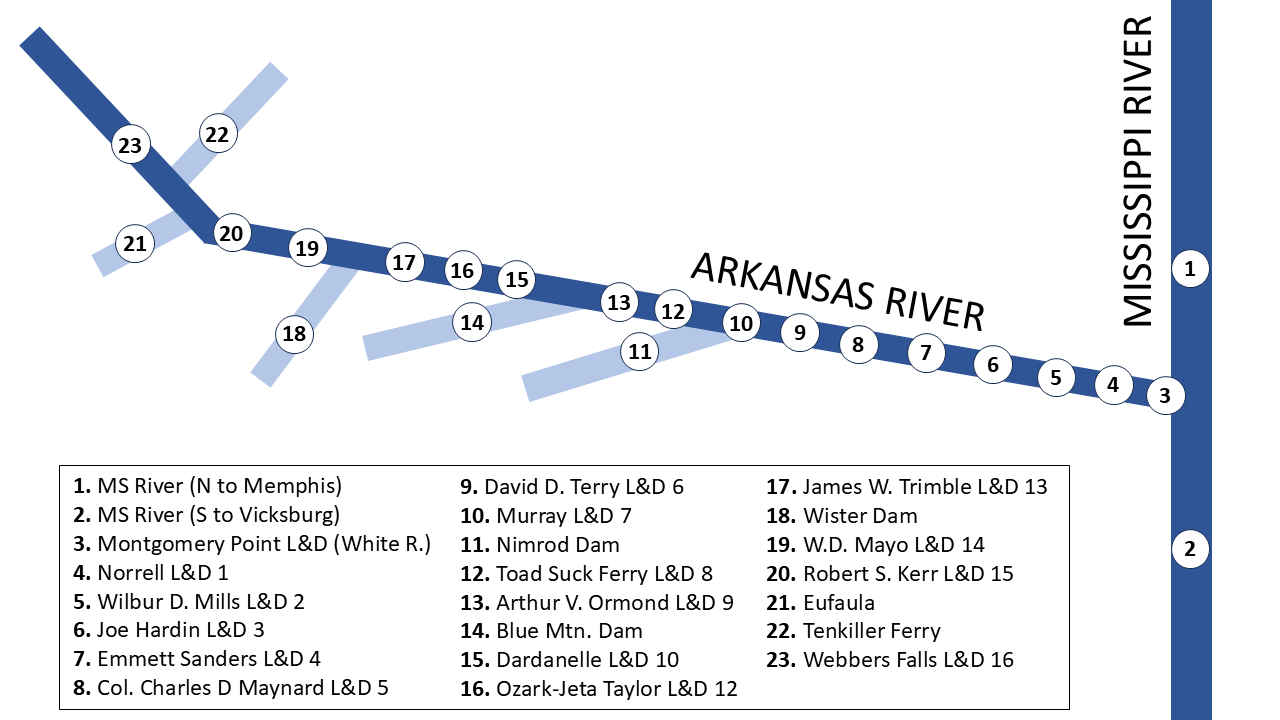 MISSISSIPPI RIVER
ARKANSAS RIVER
23
22
21
20
19
17
16
15
18
14
13
12
11
10
9
8
7
6
5
4
3
1
2
1. MS River (N to Memphis)
2. MS River (S to Vicksburg)
3. Montgomery Point L&D (White R.)
4. Norrell L&D 1
5. Wilbur D. Mills L&D 2
6. Joe Hardin L&D 3
7. Emmett Sanders L&D 4
8. Col. Charles D Maynard L&D 5
9. David D. Terry L&D 6
10. Murray L&D 7
11. Nimrod Dam
12. Toad Suck Ferry L&D 8
13. Arthur V. Ormond L&D 9
14. Blue Mtn. Dam
15. Dardanelle L&D 10
16. Ozark-Jeta Taylor L&D 12
17. James W. Trimble L&D 13
18. Wister Dam
19. W.D. Mayo L&D 14
20. Robert S. Kerr L&D 15
21. Eufaula
22. Tenkiller Ferry
23. Webbers Falls L&D 16